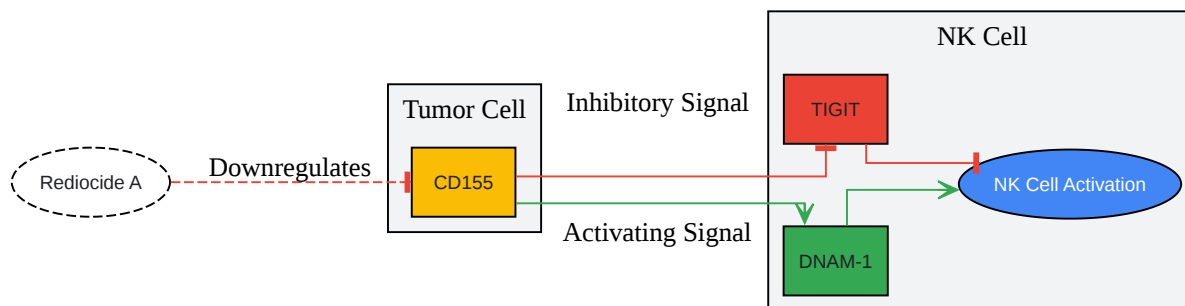 NK Cell
Tumor Cell
Inhibitory Signal
TIGIT
Downregulates
Rediocide A
CD155
NK Cell Activation
Activating Signal
DNAM-1